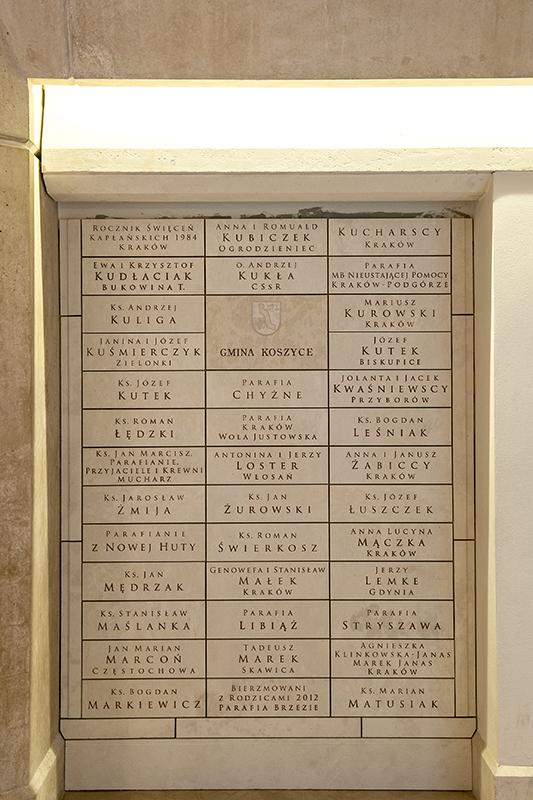 Rocznik Święceń
Kapłańskich 1984
Kraków
Anna i Romuald
Kubiczek
Ogrodzieniec
Kucharscy
Kraków
Ewa i Krzysztof
Kudłaciak
Bukowina T.
o. Andrzej
Kukła
CSsR
Parafia
MB Nieustającej Pomocy
Kraków-Podgórze
Ks. Andrzej
Kuliga
GMINA KOSZYCE
Mariusz
Kurowski
Kraków
Janina i Józef
Kuśmierczyk
Zielonki
Józef
Kutek
Biskupice
Ks. Józef
Kutek
Parafia
Chyżne
Jolanta i Jacek
Kwaśniewscy
Przyborów
Ks. Roman
Łędzki
Parafia
Kraków
Wola Justowska
Ks. Bogdan
Leśniak
Ks. Jan Marcisz,
Parafianie,
Przyjaciele i Krewni
Mucharz
Antonina i Jerzy
Loster
Włosań
Anna i Janusz
Żabiccy
Kraków
Ks. Jarosław
Żmija
Ks. Jan
Żurowski
Ks. Józef
Łuszczek
Parafianie
z Nowej Huty
Ks. Roman
Świerkosz
Anna Lucyna
Mączka
Kraków
Ks. Jan
Mędrzak
Genowefa i Stanisław
Małek
Kraków
Jerzy
Lemke
Gdynia
Ks. Stanisław
Maślanka
Parafia
Libiąż
Parafia
Stryszawa
Jan Marian
Marcoń
Częstochowa
Tadeusz
Marek
Skawica
Agnieszka
Klinkowska-Janas
Marek Janas
Kraków
Ks. Bogdan
Markiewicz
Bierzmowani
z Rodzicami 2012
Parafia Brzezie
Ks. Marian
Matusiak